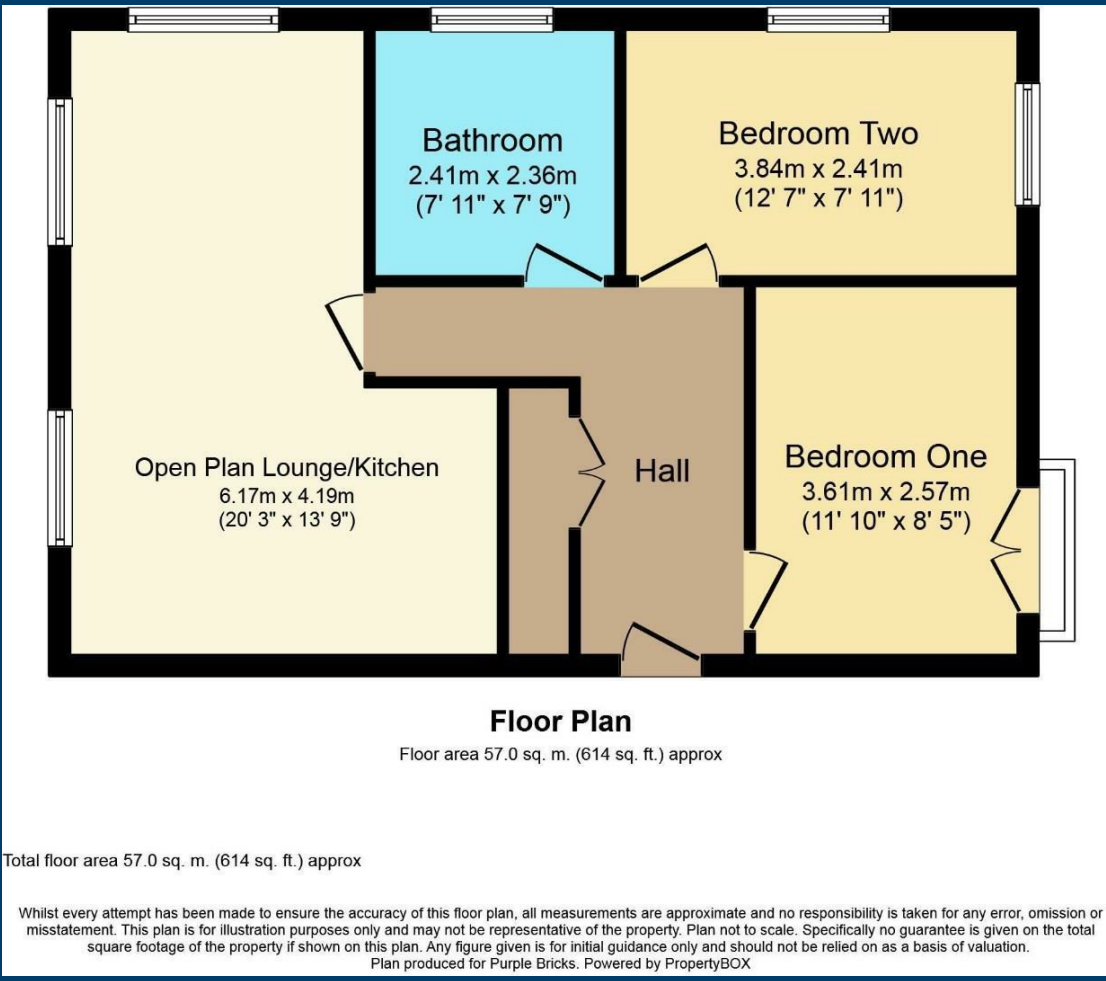 Bathroom
2.41m x 2.36m
(7' 11" x 7' 9")
Bedroom Two
3.84m x 2.41m
(12' 7" x 7' 11")
Open Plan Lounge/Kitchen
6.17m x 4.19m
(20' 3" x 13' 9")
Hall
Bedroom One
3.61m x 2.57m
(11' 10" x 8' 5")
Floor Plan
Floor area 57.0 sq. m. (614 sq. ft.) approx
Total floor area 57.0 sq. m. (614 sq. ft.) approx
Whilst every attempt has been made to ensure the accuracy of this floor plan, all measurements are approximate and no responsibility is taken for any error, omission or
misstatement. This plan is for illustration purposes only and may not be representative of the property. Plan not to scale. Specifically no guarantee is given on the total
square footage of the property if shown on this plan. Any figure given is for initial guidance only and should not be relied on as a basis of valuation.
Plan produced for Purple Bricks. Powered by PropertyBOX